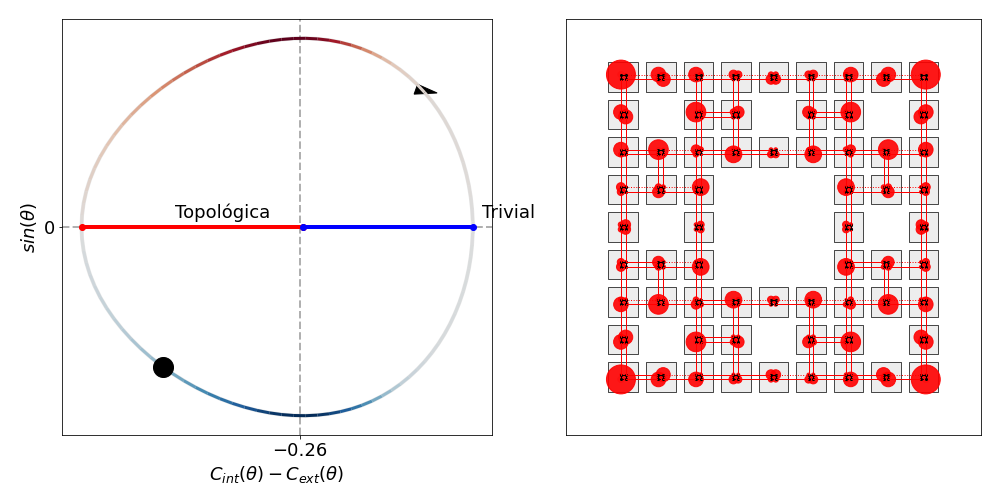 Topológica
Trivial
sin(θ)
0
−0.26
C_int(θ) − C_ext(θ)